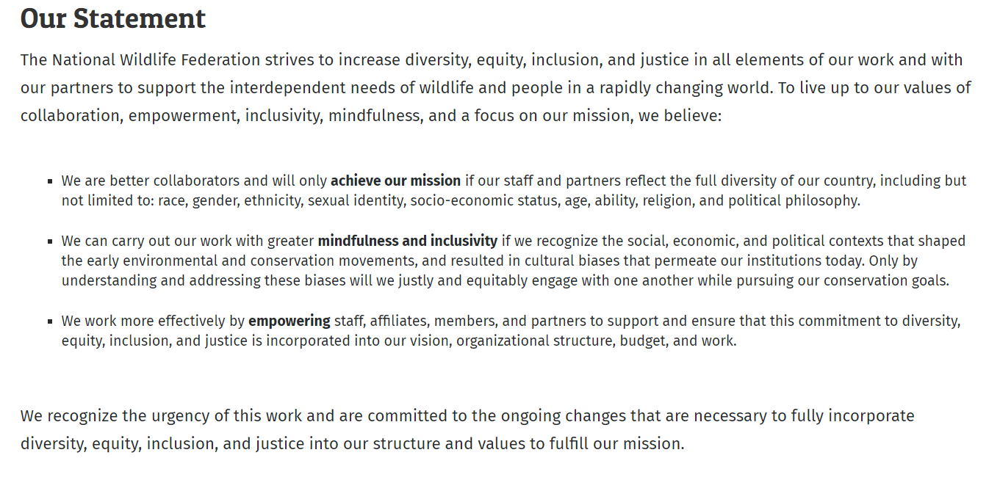 Our Statement
The National Wildlife Federation strives to increase diversity, equity, inclusion, and justice in all elements of our work and with
our partners to support the interdependent needs of wildlife and people in a rapidly changing world. To live up to our values of
collaboration, empowerment, inclusivity, mindfulness, and a focus on our mission, we believe:
▪ We are better collaborators and will only achieve our mission if our staff and partners reflect the full diversity of our country, including but
not limited to: race, gender, ethnicity, sexual identity, socio-economic status, age, ability, religion, and political philosophy.
▪ We can carry out our work with greater mindfulness and inclusivity if we recognize the social, economic, and political contexts that shaped
the early environmental and conservation movements, and resulted in cultural biases that permeate our institutions today. Only by
understanding and addressing these biases will we justly and equitably engage with one another while pursuing our conservation goals.
▪ We work more effectively by empowering staff, affiliates, members, and partners to support and ensure that this commitment to diversity,
equity, inclusion, and justice is incorporated into our vision, organizational structure, budget, and work.
We recognize the urgency of this work and are committed to the ongoing changes that are necessary to fully incorporate
diversity, equity, inclusion, and justice into our structure and values to fulfill our mission.